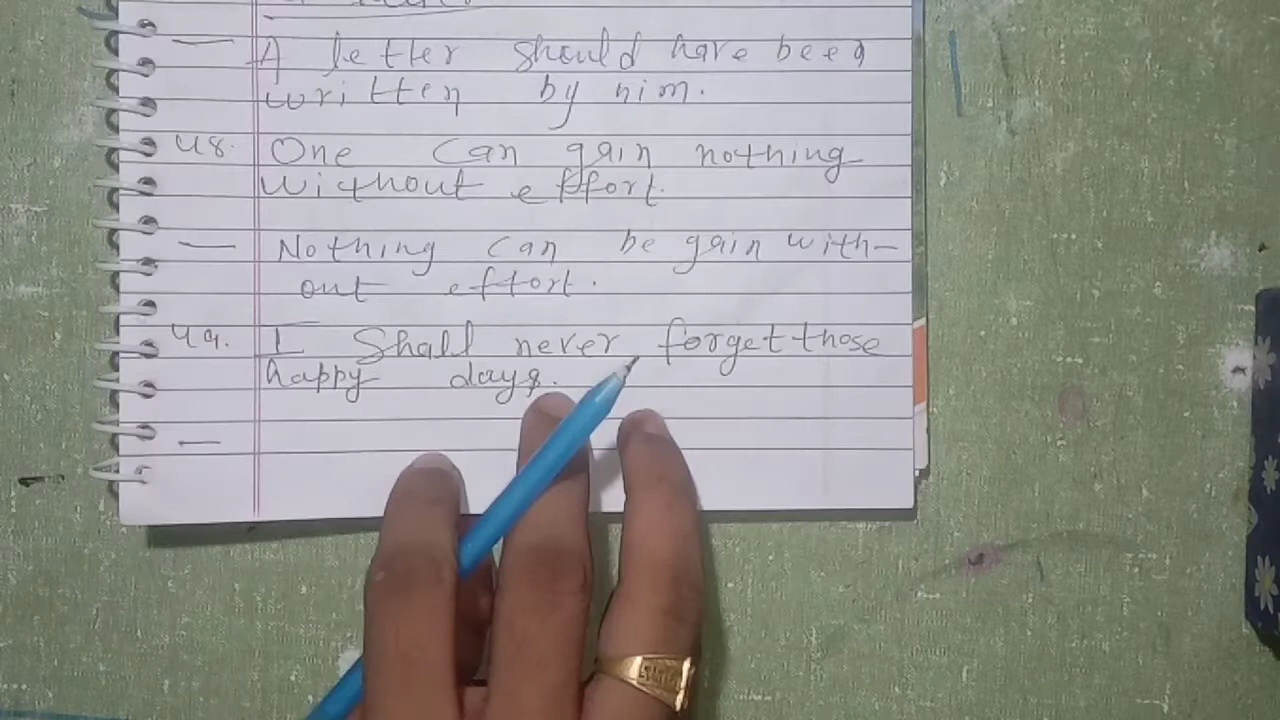 — A letter should have been
written by him.
48. One can gain nothing
without effort.
— Nothing can be gain with-
out effort.
49. I shall never forget those
happy days.
—